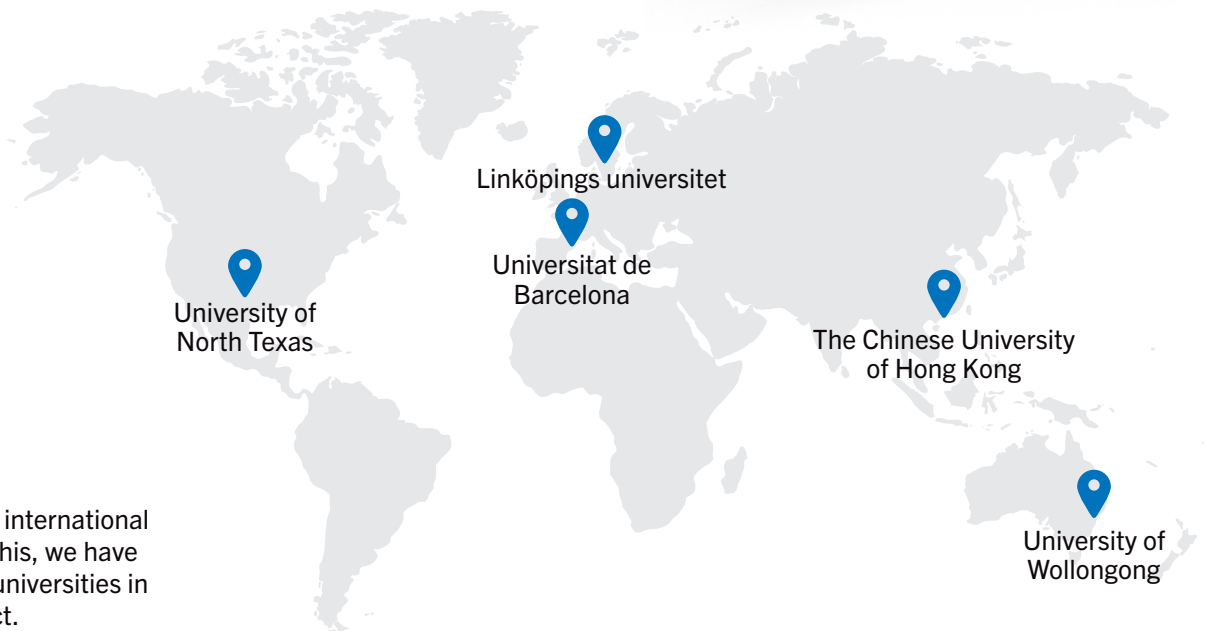 Linköpings universitet
Universitat de
Barcelona
University of
North Texas
The Chinese University
of Hong Kong
University of
Wollongong
international
his, we have
universities in
ct.